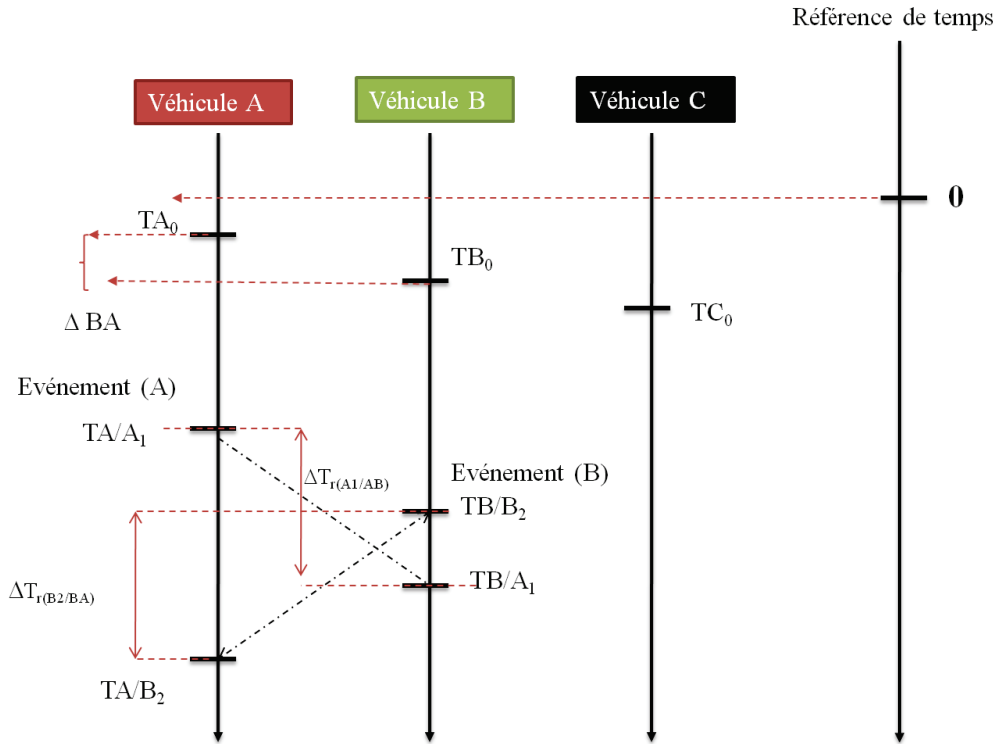 Référence de temps
Véhicule A
Véhicule B
Véhicule C
0
TA₀
TB₀
Δ BA
TC₀
Evénement (A)
TA/A₁
ΔTr(A1/AB)
Evénement (B)
TB/B₂
TB/A₁
ΔTr(B2/BA)
TA/B₂